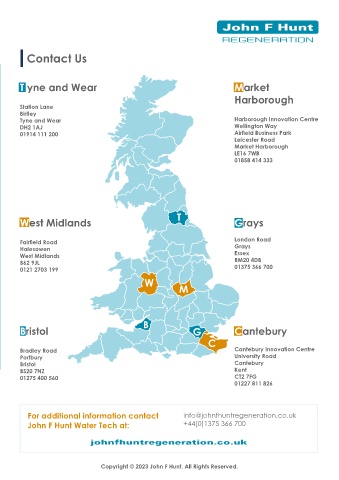 John F Hunt
REGENERATION
Contact Us
Tyne and Wear
Station Lane
Birtley
Tyne and Wear
DH2 1AJ
01914 111 200
Market
Harborough
Harborough Innovation Centre
Wellington Way
Airfield Business Park
Leicester Road
Market Harborough
LE16 7WB
01858 414 333
West Midlands
Fairfield Road
Halesowen
West Midlands
B62 9JL
0121 2703 199
Grays
London Road
Grays
Essex
RM20 4DB
01375 366 700
Bristol
Bradley Road
Portbury
Bristol
BS20 7NZ
01275 400 560
Cantebury
Cantebury Innovation Centre
University Road
Cantebury
Kent
CT2 7FG
01227 811 826
T
W
M
B
G
C
For additional information contact
John F Hunt Water Tech at:
info@johnfhuntregeneration.co.uk
+44(0)1375 366 700
johnfhuntregeneration.co.uk
Copyright © 2023 John F Hunt. All Rights Reserved.